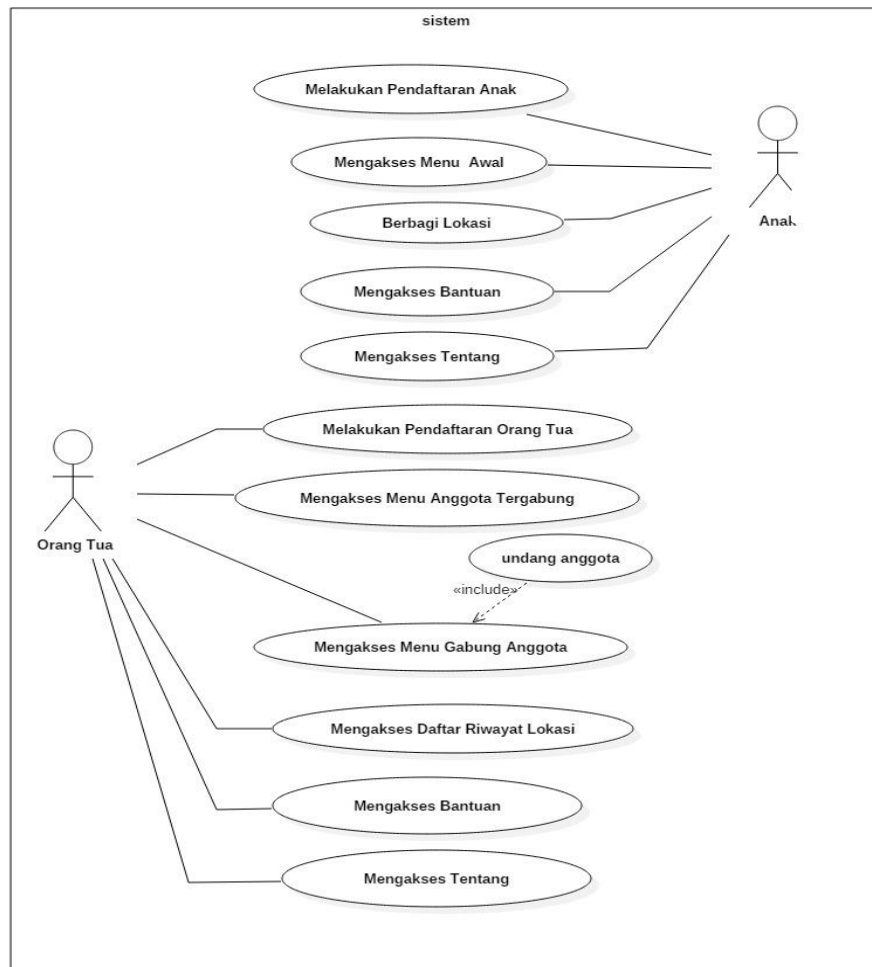 sistem
Melakukan Pendaftaran Anak
Mengakses Menu Awal
Berbagi Lokasi
Anak
Mengakses Bantuan
Mengakses Tentang
Melakukan Pendaftaran Orang Tua
Mengakses Menu Anggota Tergabung
Orang Tua
undang anggota
«include»
Mengakses Menu Gabung Anggota
Mengakses Daftar Riwayat Lokasi
Mengakses Bantuan
Mengakses Tentang